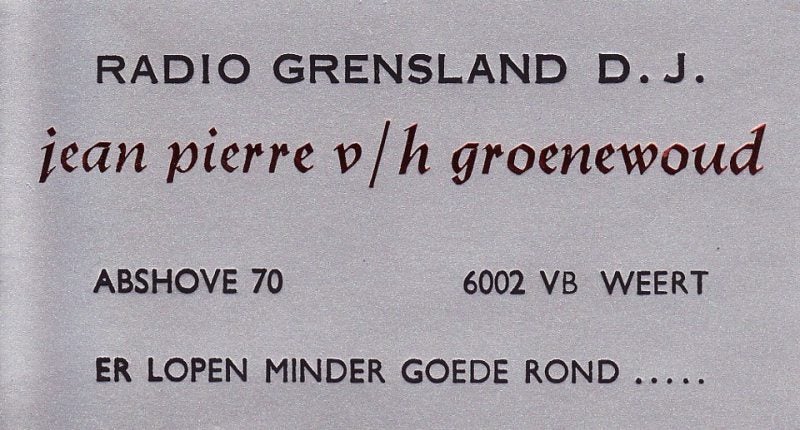 RADIO GRENSLAND D.J.
jean pierre v/h groenewoud
ABSHOVE 70 6002 VB WEERT
ER LOPEN MINDER GOEDE ROND .....